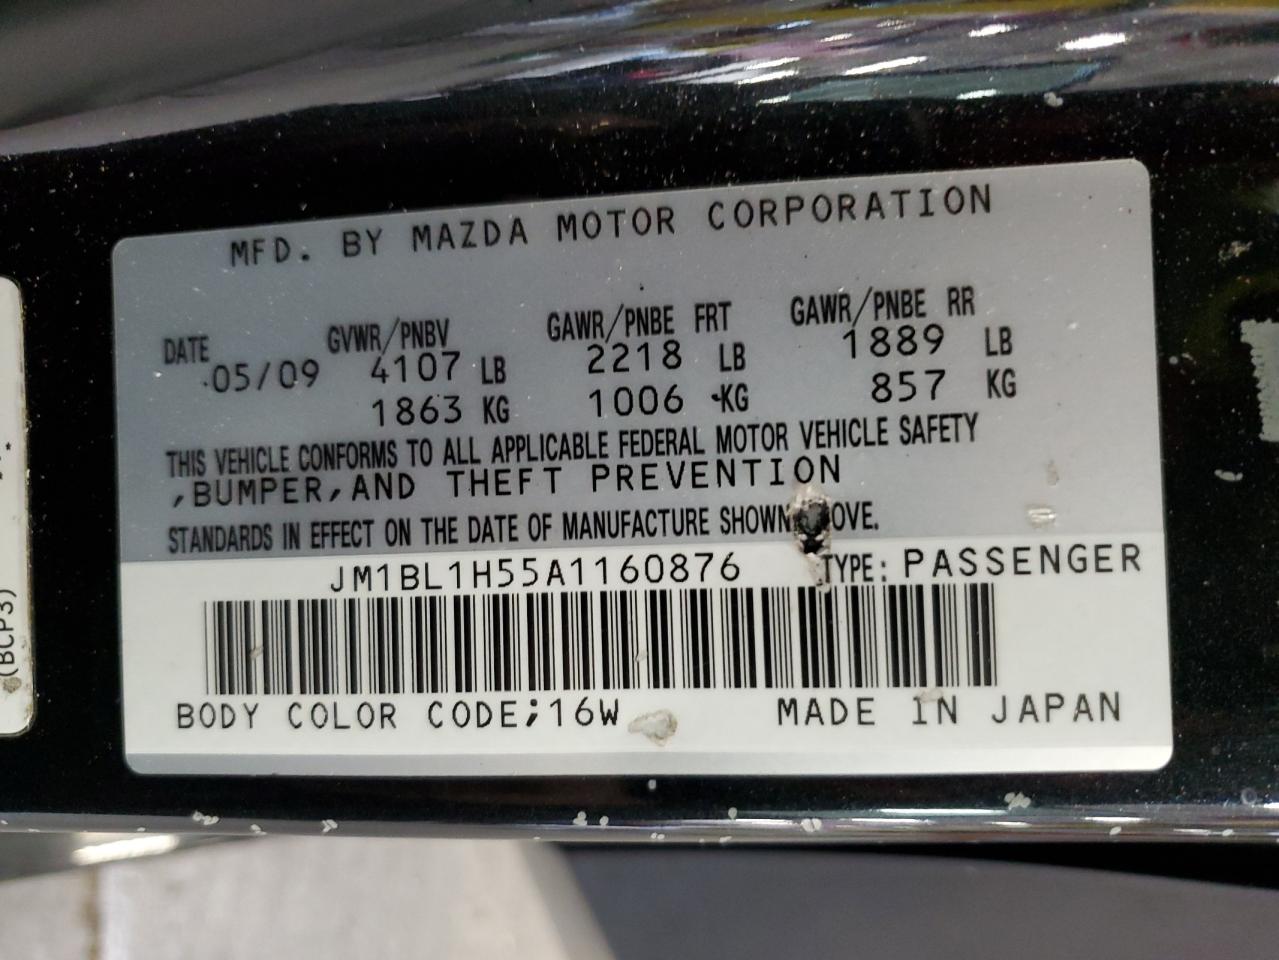 MFD. BY MAZDA MOTOR CORPORATION
DATE GVWR/PNBV GAWR/PNBE FRT GAWR/PNBE RR
05/09 4107 LB 2218 LB 1889 LB
1863 KG 1006 KG 857 KG
THIS VEHICLE CONFORMS TO ALL APPLICABLE FEDERAL MOTOR VEHICLE SAFETY
,BUMPER,AND THEFT PREVENTION
STANDARDS IN EFFECT ON THE DATE OF MANUFACTURE SHOWN
JM1BL1H55A1160876 TYPE: PASSENGER
BODY COLOR CODE;16W MADE IN JAPAN
(BCP3)